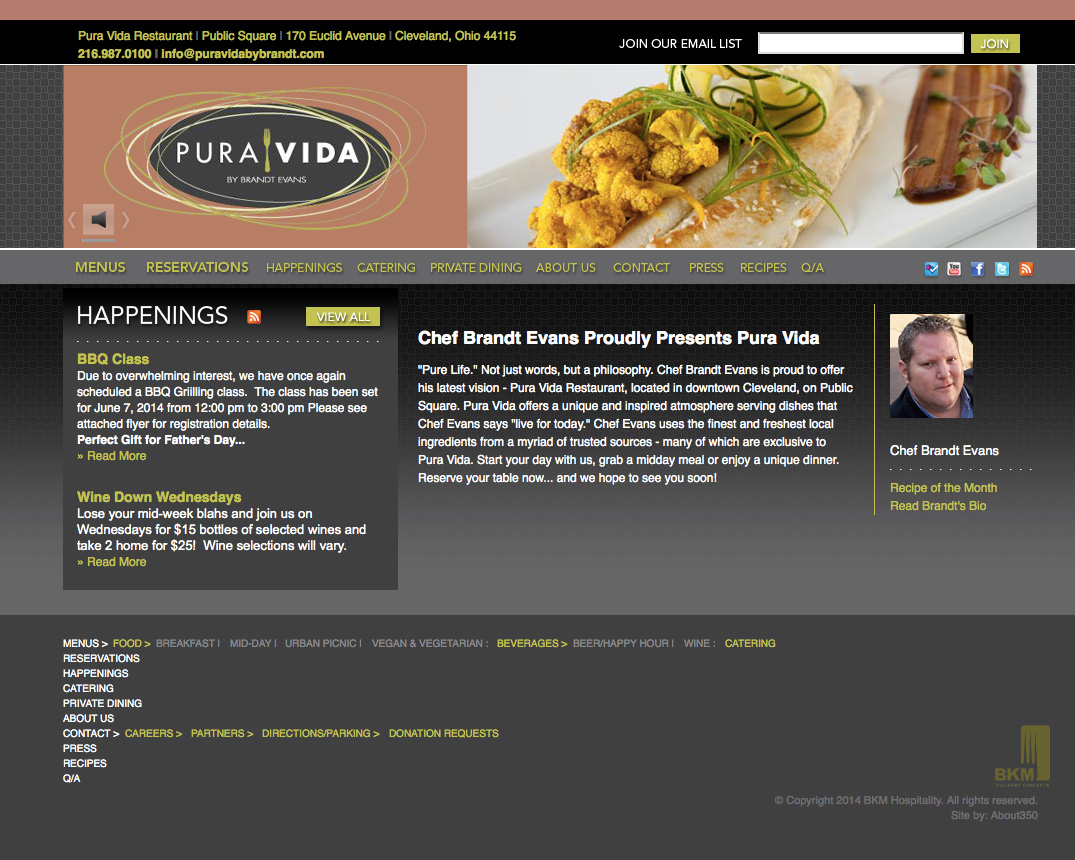 Pura Vida Restaurant | Public Square | 170 Euclid Avenue | Cleveland, Ohio 44115
216.987.0100 | info@puravidabybrandt.com
JOIN OUR EMAIL LIST
JOIN
PURA VIDA
BY BRANDT EVANS
MENUS RESERVATIONS HAPPENINGS CATERING PRIVATE DINING ABOUT US CONTACT PRESS RECIPES Q/A
HAPPENINGS
VIEW ALL
BBQ Class
Due to overwhelming interest, we have once again
scheduled a BBQ Grilling class. The class has been set
for June 7, 2014 from 12:00 pm to 3:00 pm Please see
attached flyer for registration details.
Perfect Gift for Father's Day...
» Read More
Wine Down Wednesdays
Lose your mid-week blahs and join us on
Wednesdays for $15 bottles of selected wines and
take 2 home for $25! Wine selections will vary.
» Read More
Chef Brandt Evans Proudly Presents Pura Vida
"Pure Life." Not just words, but a philosophy. Chef Brandt Evans is proud to offer
his latest vision - Pura Vida Restaurant, located in downtown Cleveland, on Public
Square. Pura Vida offers a unique and inspired atmosphere serving dishes that
Chef Evans says "live for today." Chef Evans uses the finest and freshest local
ingredients from a myriad of trusted sources - many of which are exclusive to
Pura Vida. Start your day with us, grab a midday meal or enjoy a unique dinner.
Reserve your table now... and we hope to see you soon!
Chef Brandt Evans
Recipe of the Month
Read Brandt's Bio
MENUS > FOOD > BREAKFAST | MID-DAY | URBAN PICNIC | VEGAN & VEGETARIAN : BEVERAGES > BEER/HAPPY HOUR | WINE : CATERING
RESERVATIONS
HAPPENINGS
CATERING
PRIVATE DINING
ABOUT US
CONTACT > CAREERS > PARTNERS > DIRECTIONS/PARKING > DONATION REQUESTS
PRESS
RECIPES
Q/A
BKM
CULINARY CONCEPTS
© Copyright 2014 BKM Hospitality. All rights reserved.
Site by: About350